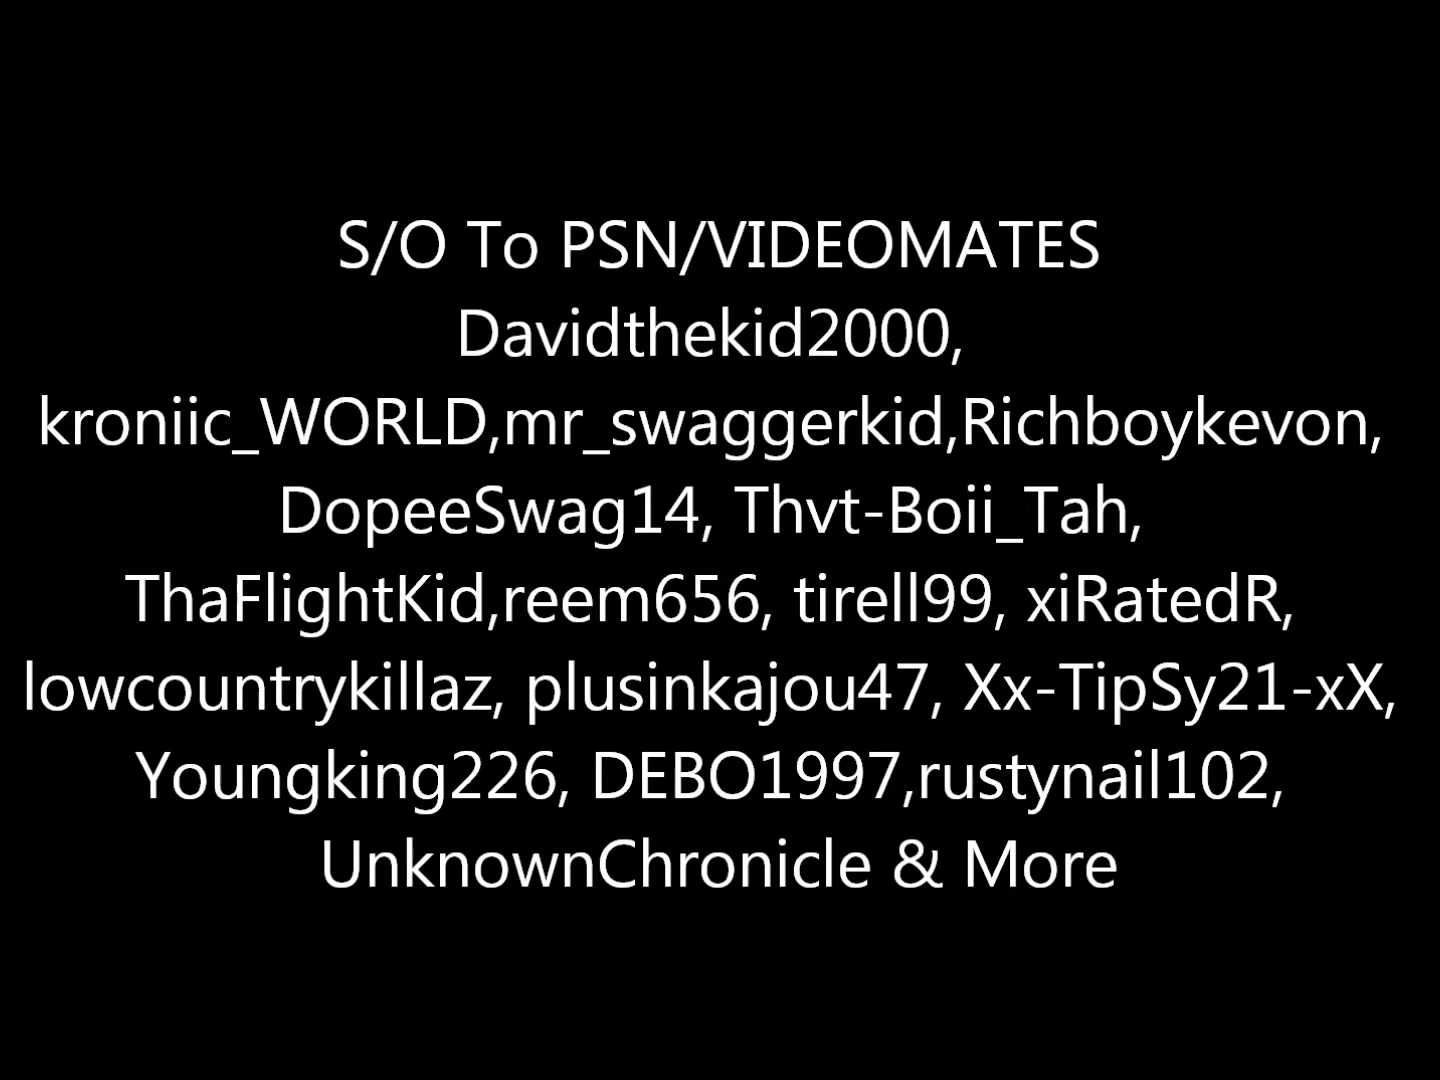 S/O To PSN/VIDEOMATES
Davidthekid2000,
kroniic_WORLD,mr_swaggerkid,Richboykevon,
DopeeSwag14, Thvt-Boii_Tah,
ThaFlightKid,reem656, tirell99, xiRatedR,
lowcountrykillaz, plusinkajou47, Xx-TipSy21-xX,
Youngking226, DEBO1997,rustynail102,
UnknownChronicle & More